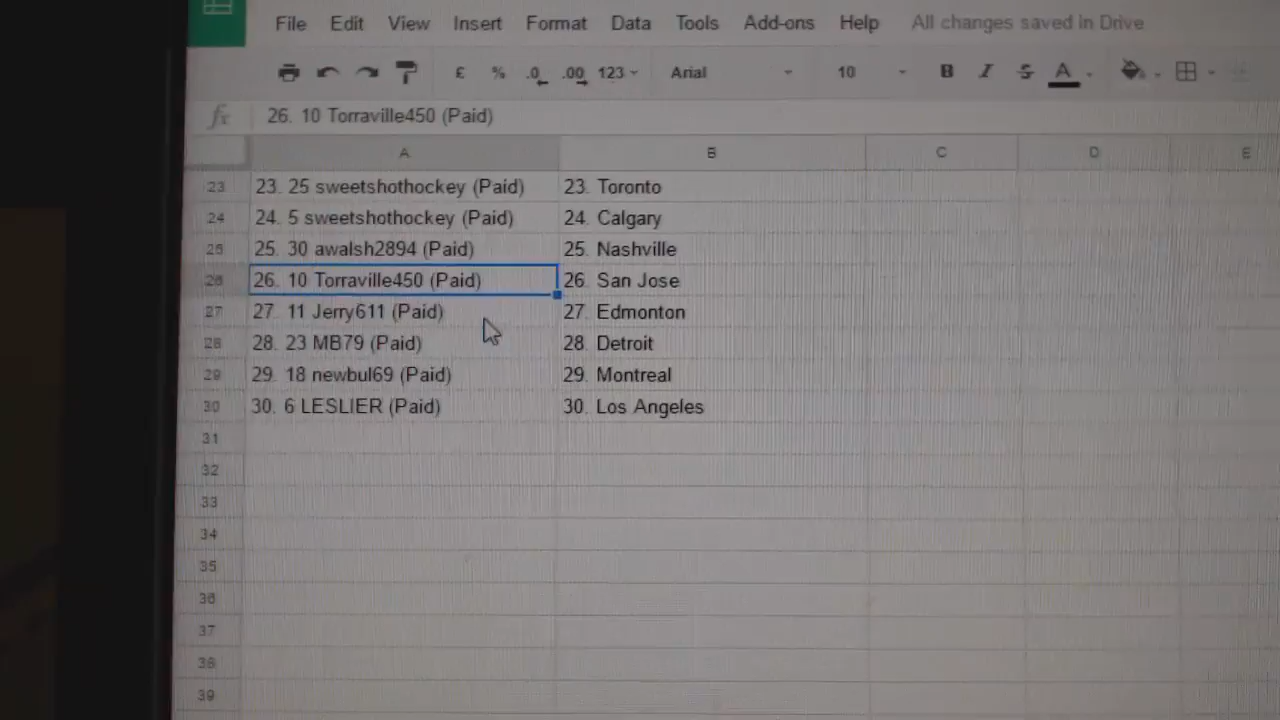 File Edit View Insert Format Data Tools Add-ons Help All changes saved in Drive
£ % .0 .00 123 Arial 10 B I S A
fx 26. 10 Torraville450 (Paid)
A B C D E
23 23. 25 sweetshothockey (Paid) 23. Toronto
24 24. 5 sweetshothockey (Paid) 24. Calgary
25 25. 30 awalsh2894 (Paid) 25. Nashville
26 26. 10 Torraville450 (Paid) 26. San Jose
27 27. 11 Jerry611 (Paid) 27. Edmonton
28 28. 23 MB79 (Paid) 28. Detroit
29 29. 18 newbul69 (Paid) 29. Montreal
30 30. 6 LESLIER (Paid) 30. Los Angeles
31
32
33
34
35
36
37
38
39